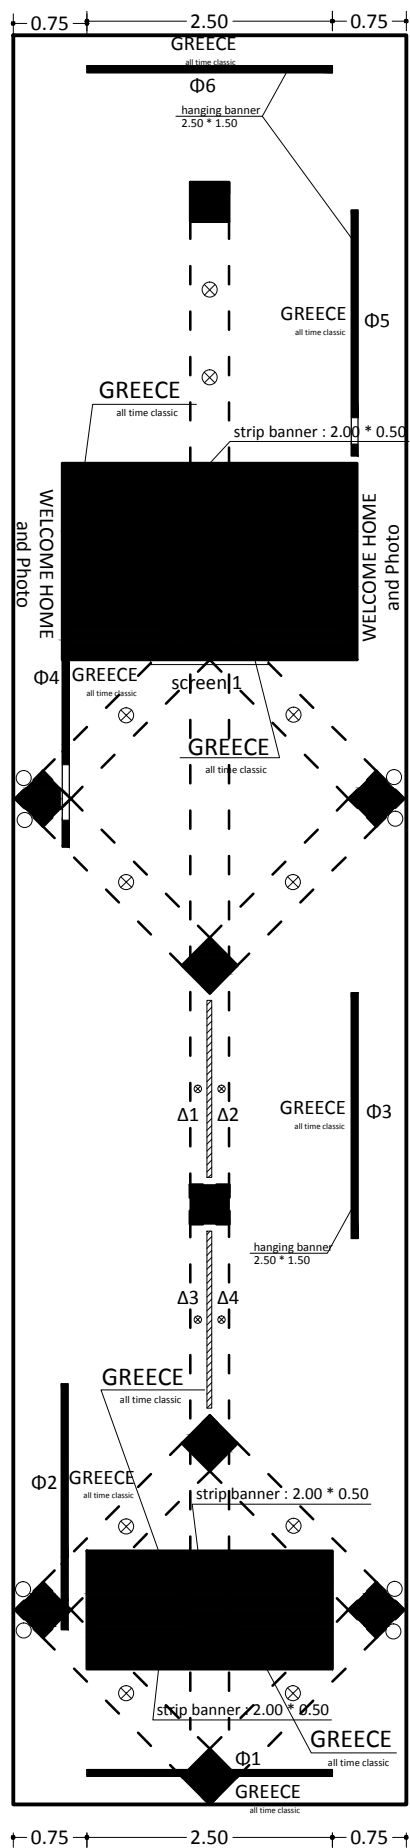 0.75
2.50
0.75
GREECE
all time classic
Φ6
hanging banner
2.50 * 1.50
GREECE
all time classic
Φ5
GREECE
all time classic
strip banner : 2.00 * 0.50
WELCOME HOME
and Photo
WELCOME HOME
and Photo
Φ4
GREECE
all time classic
screen 1
GREECE
all time classic
Δ1
Δ2
GREECE
all time classic
Φ3
hanging banner
2.50 * 1.50
Δ3
Δ4
GREECE
all time classic
Φ2
GREECE
all time classic
strip banner : 2.00 * 0.50
strip banner : 2.00 * 0.50
GREECE
all time classic
Φ1
GREECE
all time classic
0.75
2.50
0.75